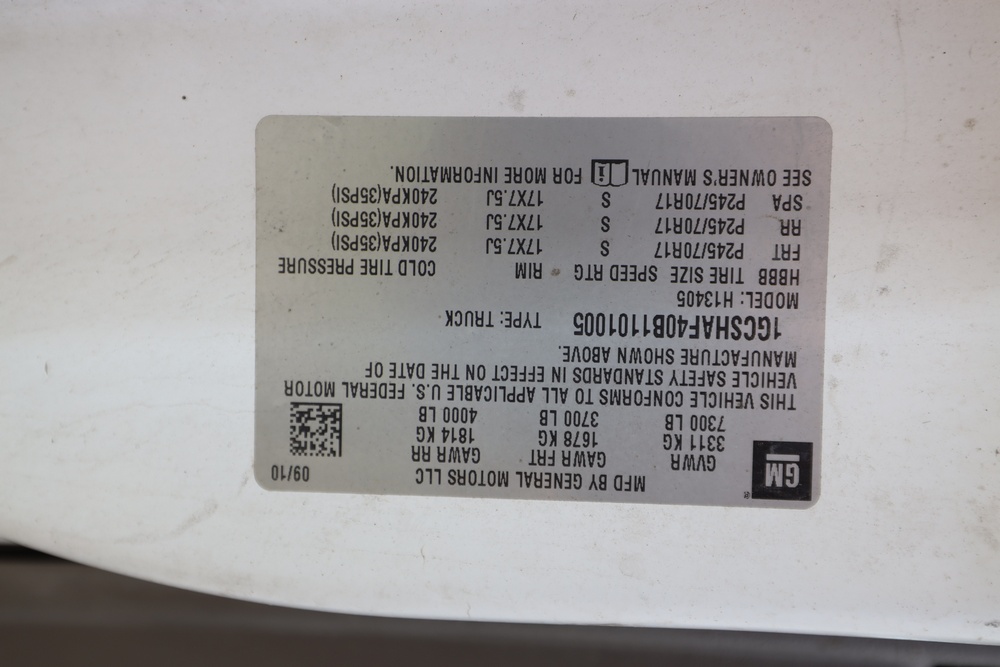 GM
MFD BY GENERAL MOTORS LLC 09/10
GVWR GAWR FRT GAWR RR
3311 KG 1678 KG 1814 KG
7300 LB 3700 LB 4000 LB
THIS VEHICLE CONFORMS TO ALL APPLICABLE U.S. FEDERAL MOTOR
VEHICLE SAFETY STANDARDS IN EFFECT ON THE DATE OF
MANUFACTURE SHOWN ABOVE.
1GCSHAF40B1101005 TYPE: TRUCK
MODEL: H13405
HBBB TIRE SIZE SPEED RTG RIM COLD TIRE PRESSURE
FRT P245/70R17 S 17X7.5J 240KPA(35PSI)
RR P245/70R17 S 17X7.5J 240KPA(35PSI)
SPA P245/70R17 S 17X7.5J 240KPA(35PSI)
SEE OWNER'S MANUAL i FOR MORE INFORMATION.